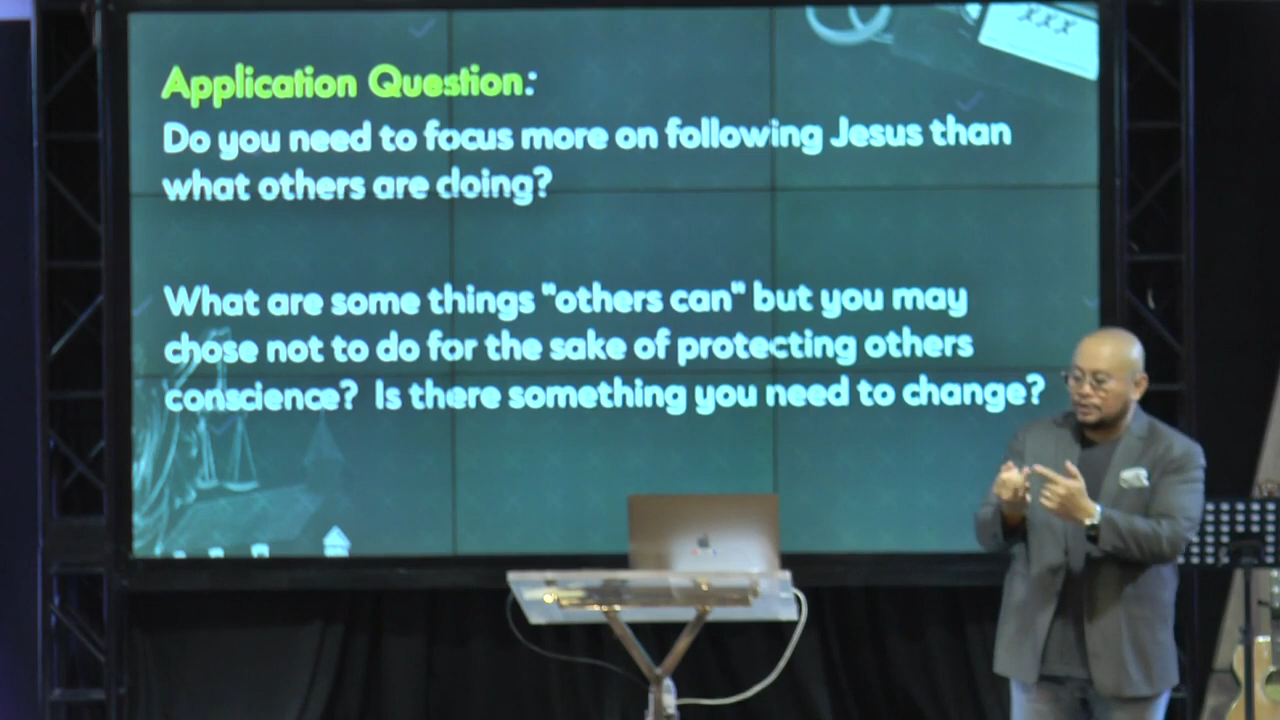 XXX
Application Question:
Do you need to focus more on following Jesus than
what others are doing?
What are some things "others can" but you may
chose not to do for the sake of protecting others
conscience? Is there something you need to change?